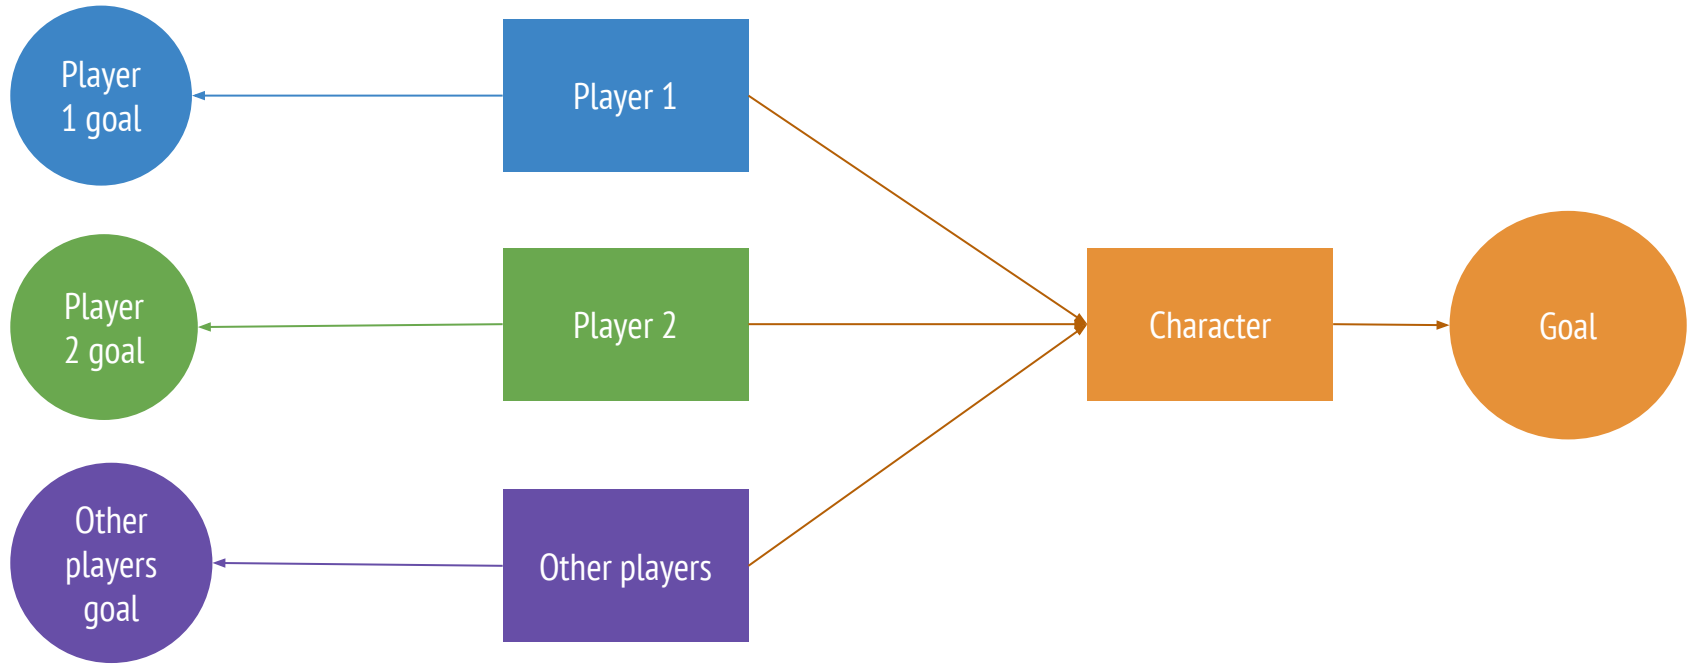 Player
1 goal
Player 1
Player
2 goal
Player 2
Character
Goal
Other
players
goal
Other players